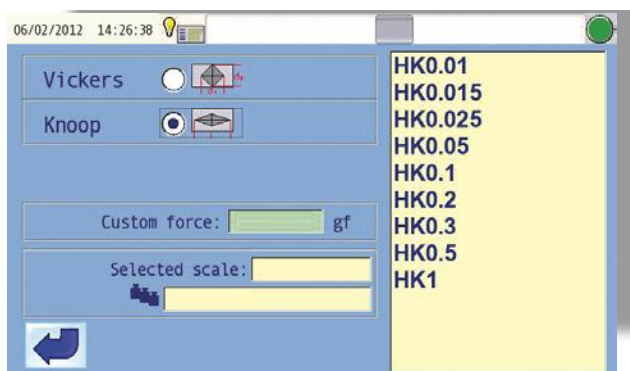 06/02/2012 14:26:38
Vickers
Knoop
Custom force: gf
Selected scale:
HK0.01
HK0.015
HK0.025
HK0.05
HK0.1
HK0.2
HK0.3
HK0.5
HK1